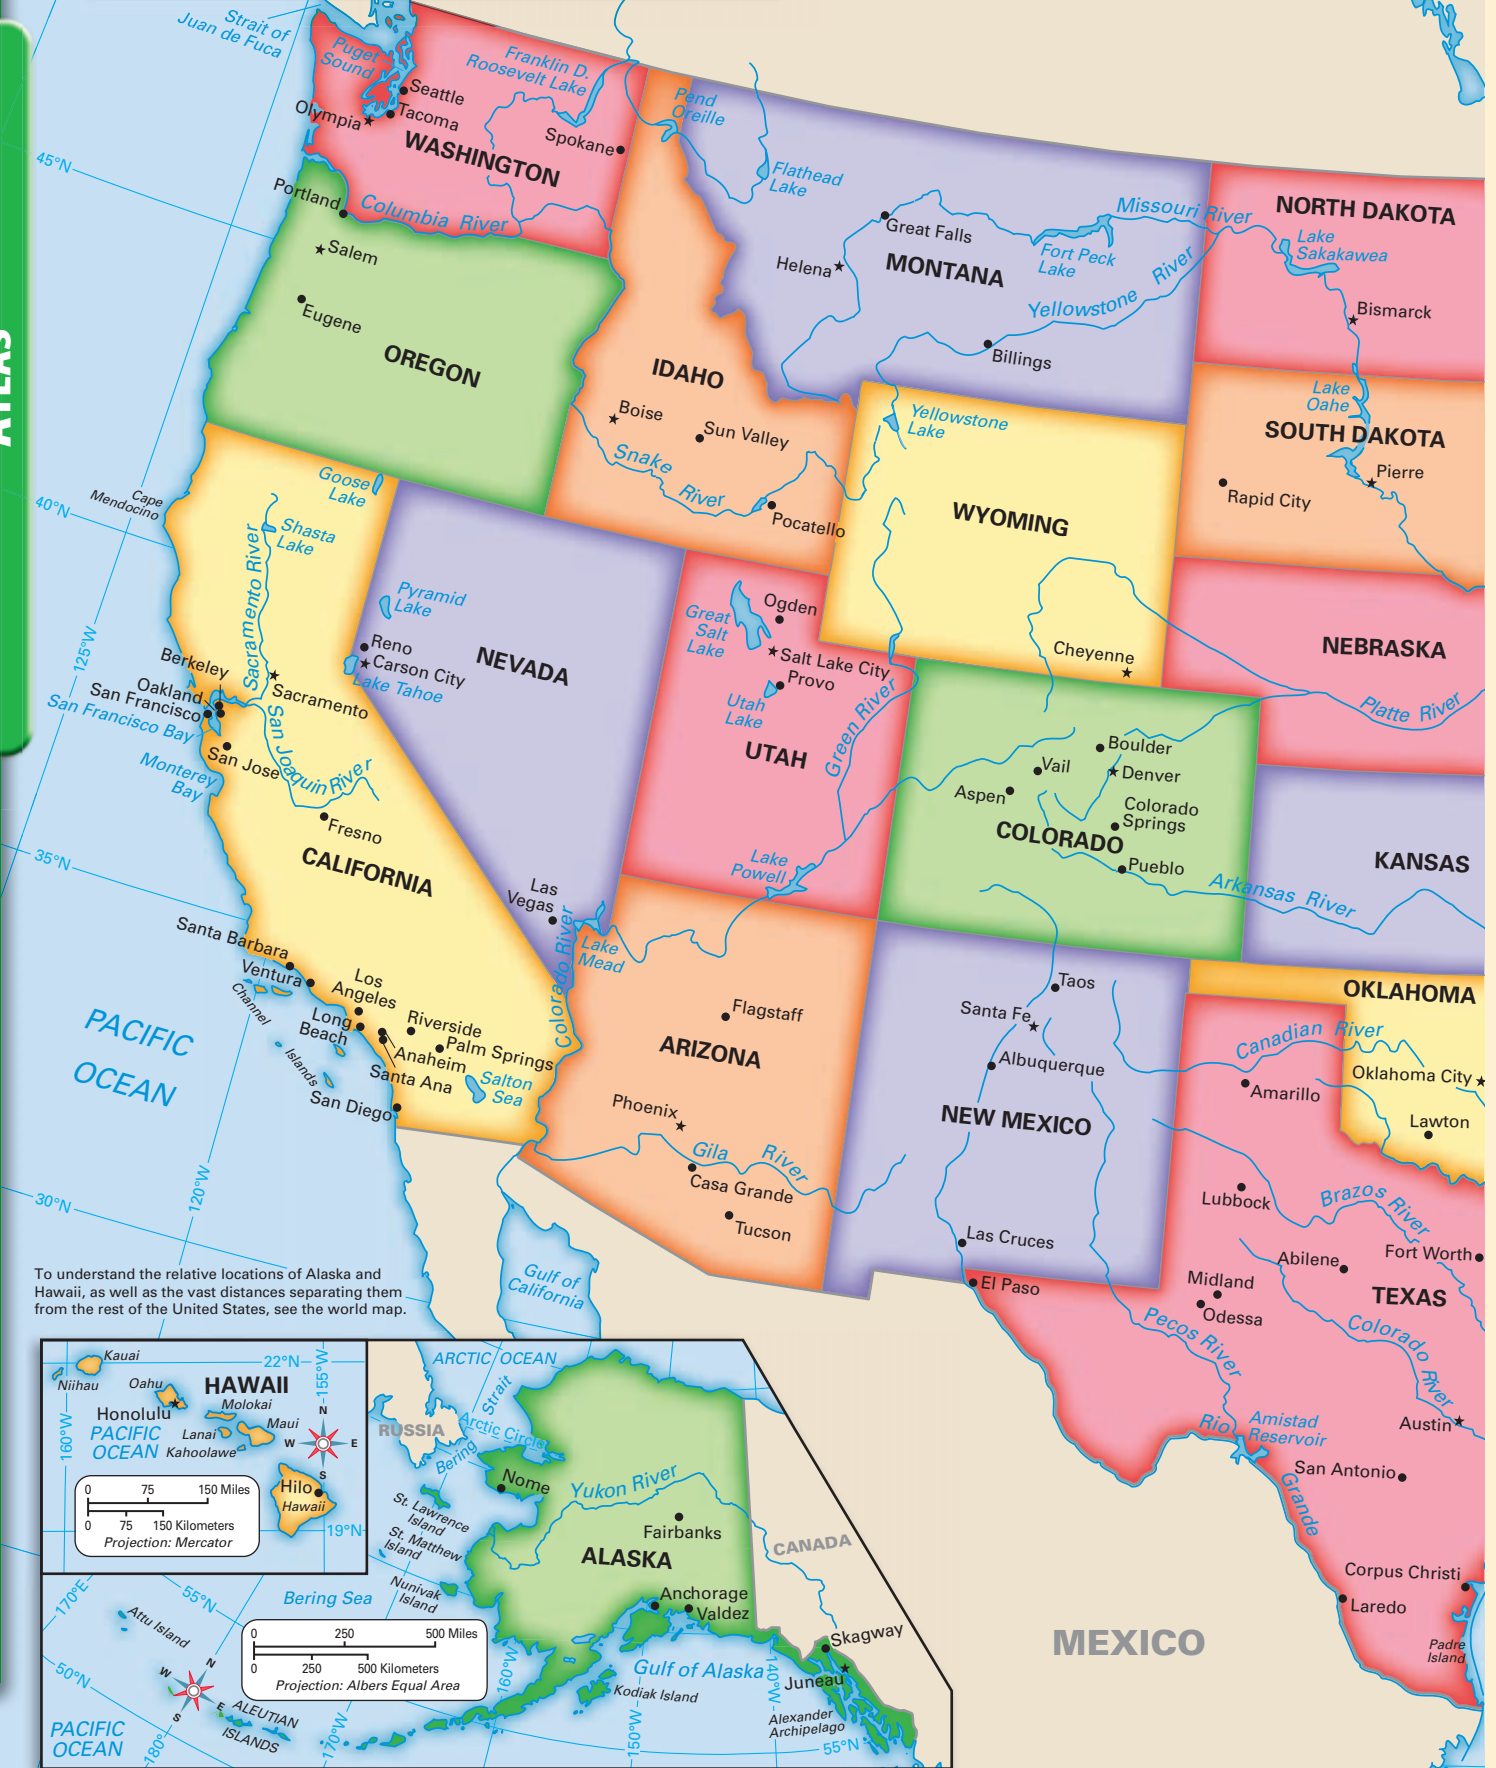 ATLAS
Strait of
Juan de Fuca
Puget
Sound
Seattle
Olympia
Tacoma
Franklin D.
Roosevelt Lake
Spokane
WASHINGTON
Columbia River
Portland
Salem
Eugene
OREGON
Pend
Oreille
Flathead
Lake
Great Falls
Helena
MONTANA
Missouri River
Fort Peck
Lake
Yellowstone River
Billings
NORTH DAKOTA
Lake
Sakakawea
Bismarck
IDAHO
Boise
Sun Valley
Snake River
Pocatello
Yellowstone
Lake
WYOMING
Cheyenne
Lake
Oahe
SOUTH DAKOTA
Pierre
Rapid City
NEBRASKA
Platte River
45°N
40°N
35°N
30°N
125°W
120°W
Cape
Mendocino
Goose
Lake
Shasta
Lake
Sacramento River
Berkeley
Oakland
San Francisco
San Francisco Bay
Sacramento
San Joaquin River
San Jose
Monterey
Bay
Fresno
CALIFORNIA
Pyramid
Lake
Reno
Carson City
Lake Tahoe
NEVADA
Las
Vegas
Lake
Mead
Colorado River
Great
Salt
Lake
Ogden
Salt Lake City
Provo
Utah
Lake
UTAH
Green River
Lake
Powell
Boulder
Vail
Denver
Aspen
Colorado
Springs
COLORADO
Pueblo
Arkansas River
KANSAS
Santa Barbara
Ventura
Channel
Islands
Los
Angeles
Long
Beach
Riverside
Palm Springs
Anaheim
Santa Ana
Salton
Sea
San Diego
PACIFIC
OCEAN
Flagstaff
ARIZONA
Phoenix
Gila River
Casa Grande
Tucson
Taos
Santa Fe
Albuquerque
NEW MEXICO
Las Cruces
OKLAHOMA
Canadian River
Oklahoma City
Amarillo
Lawton
Lubbock
Brazos River
Fort Worth
Abilene
Midland
Odessa
TEXAS
El Paso
Pecos River
Colorado River
Austin
Rio Grande
Amistad
Reservoir
San Antonio
Corpus Christi
Laredo
Padre
Island
MEXICO
Gulf of
California
To understand the relative locations of Alaska and
Hawaii, as well as the vast distances separating them
from the rest of the United States, see the world map.
Kauai
Niihau
Oahu
Honolulu
HAWAII
Molokai
Maui
Lanai
Kahoolawe
PACIFIC
OCEAN
22°N
155°W
160°W
19°N
N
W E
S
Hilo
Hawaii
0 75 150 Miles
0 75 150 Kilometers
Projection: Mercator
ARCTIC OCEAN
RUSSIA
Bering Strait
Arctic Circle
Nome
Yukon River
Fairbanks
St. Lawrence
Island
St. Matthew
Island
Nunivak
Island
ALASKA
CANADA
Anchorage
Valdez
Skagway
Juneau
Bering Sea
Attu Island
Gulf of Alaska
Kodiak Island
Alexander
Archipelago
ALEUTIAN
ISLANDS
0 250 500 Miles
0 250 500 Kilometers
Projection: Albers Equal Area
N
W
E
S
PACIFIC
OCEAN
170°E
55°N
50°N
180°
170°W
160°W
150°W
140°W
55°N